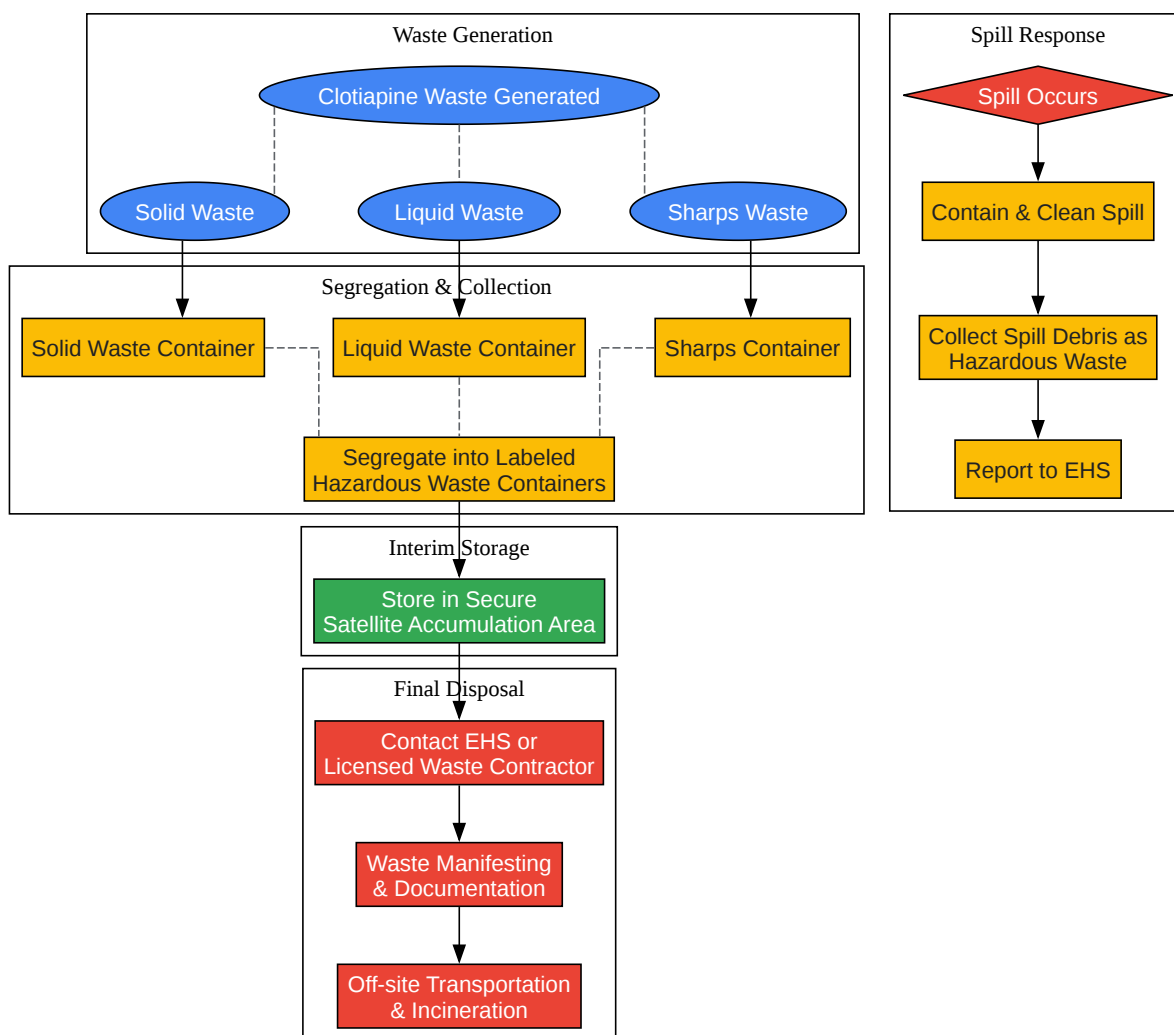 Waste Generation
Clotiapine Waste Generated
Solid Waste
Liquid Waste
Sharps Waste
Segregation & Collection
Solid Waste Container
Liquid Waste Container
Sharps Container
Segregate into Labeled
Hazardous Waste Containers
Interim Storage
Store in Secure
Satellite Accumulation Area
Final Disposal
Contact EHS or
Licensed Waste Contractor
Waste Manifesting
& Documentation
Off-site Transportation
& Incineration
Spill Response
Spill Occurs
Contain & Clean Spill
Collect Spill Debris as
Hazardous Waste
Report to EHS